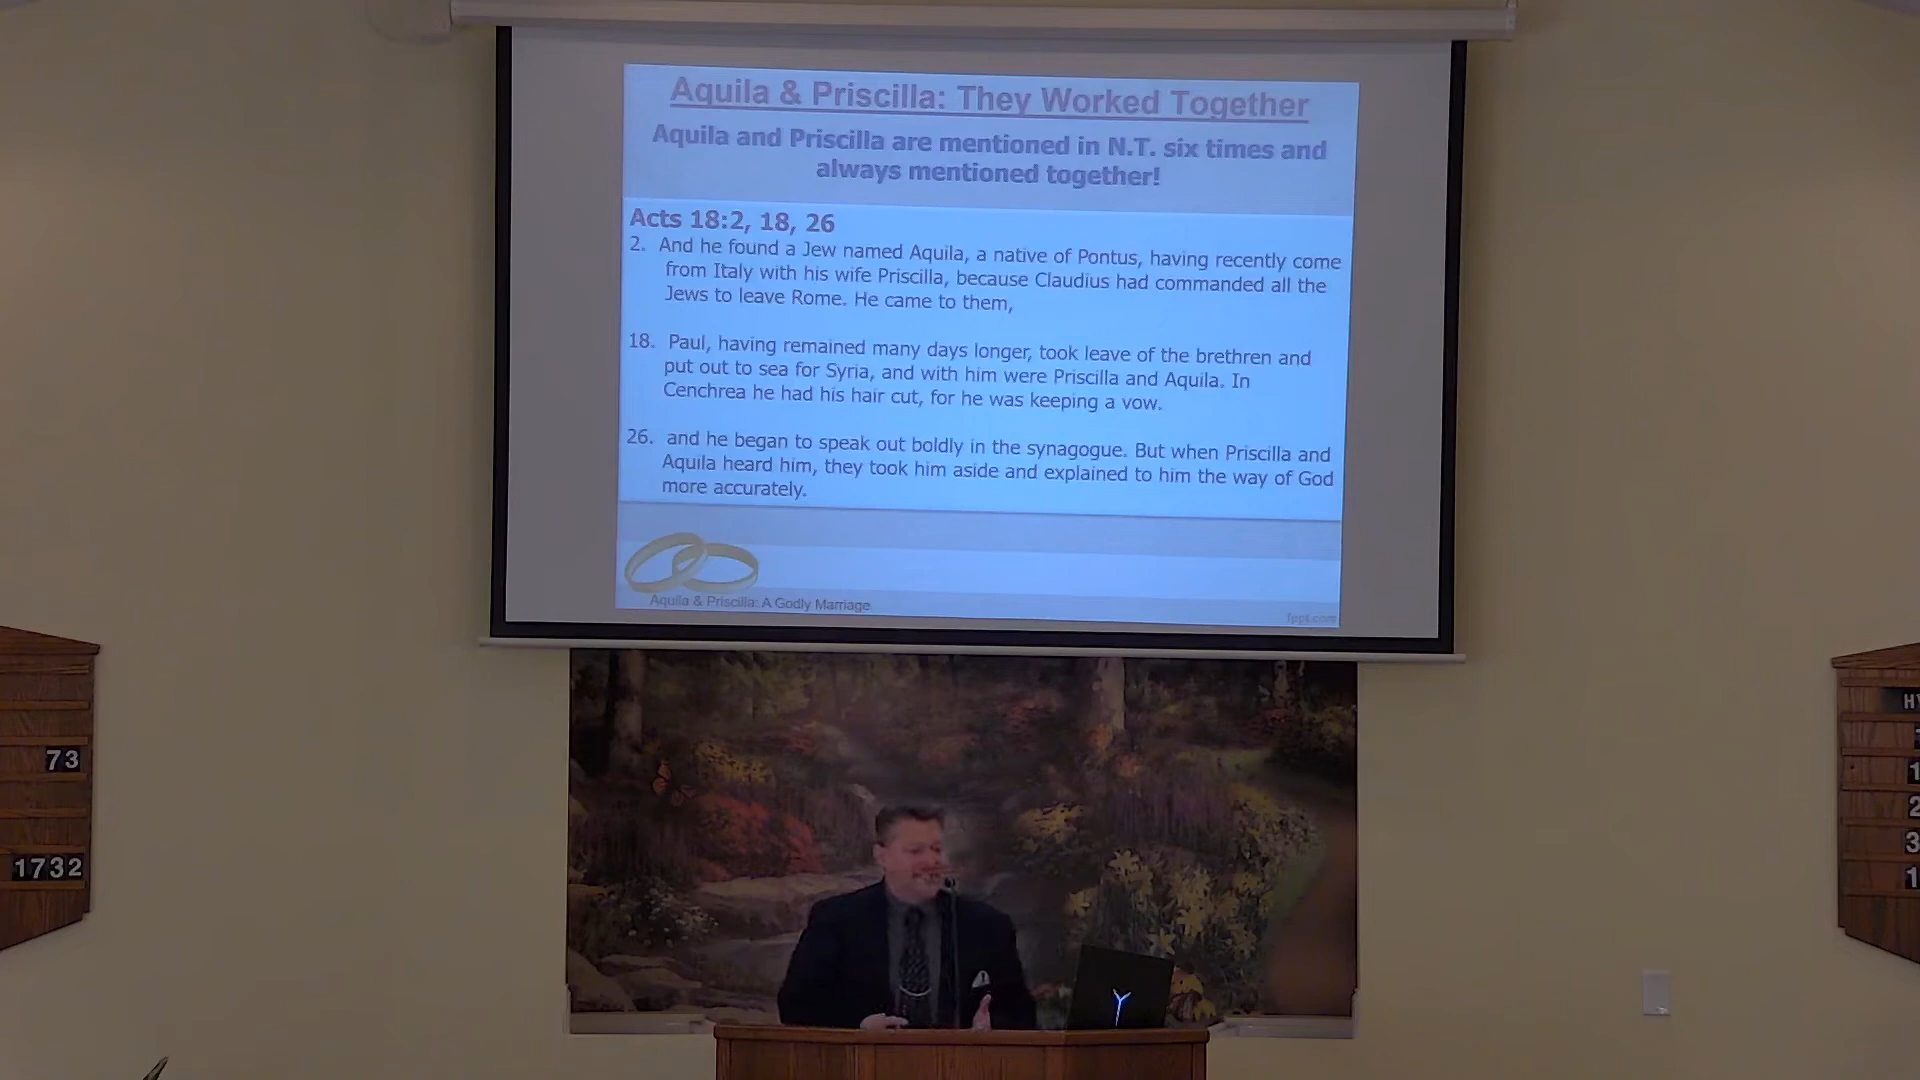 Aquila & Priscilla: They Worked Together
Aquila and Priscilla are mentioned in N.T. six times and
always mentioned together!
Acts 18:2, 18, 26
2. And he found a Jew named Aquila, a native of Pontus, having recently come
from Italy with his wife Priscilla, because Claudius had commanded all the
Jews to leave Rome. He came to them,
18. Paul, having remained many days longer, took leave of the brethren and
put out to sea for Syria, and with him were Priscilla and Aquila. In
Cenchrea he had his hair cut, for he was keeping a vow.
26. and he began to speak out boldly in the synagogue. But when Priscilla and
Aquila heard him, they took him aside and explained to him the way of God
more accurately.
Aquila & Priscilla: A Godly Marriage
fppt.com
73
1732